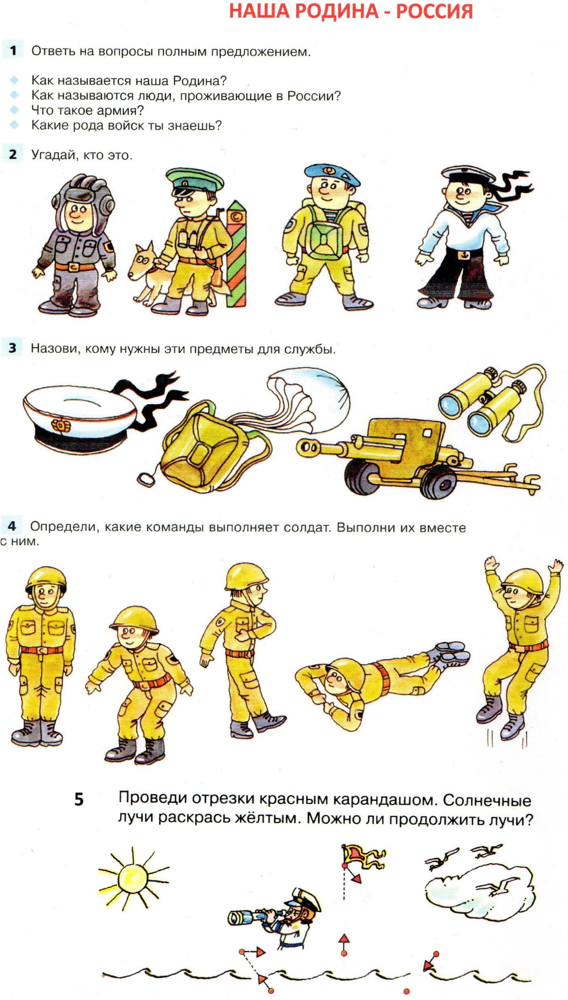 НАША РОДИНА - РОССИЯ
1 Ответь на вопросы полным предложением.
Как называется наша Родина?
Как называются люди, проживающие в России?
Что такое армия?
Какие рода войск ты знаешь?
2 Угадай, кто это.
3 Назови, кому нужны эти предметы для службы.
4 Определи, какие команды выполняет солдат. Выполни их вместе
с ним.
5 Проведи отрезки красным карандашом. Солнечные
лучи раскрась жёлтым. Можно ли продолжить лучи?